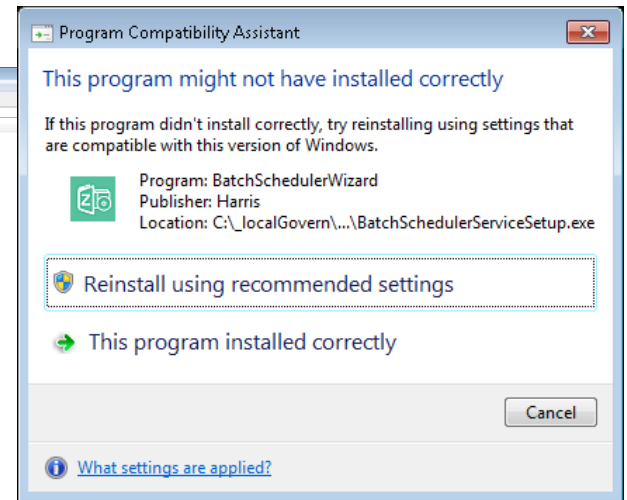 Program Compatibility Assistant
This program might not have installed correctly
If this program didn't install correctly, try reinstalling using settings that
are compatible with this version of Windows.
Program: BatchSchedulerWizard
Publisher: Harris
Location: C:\_localGovern\...\BatchSchedulerServiceSetup.exe
Reinstall using recommended settings
This program installed correctly
Cancel
What settings are applied?